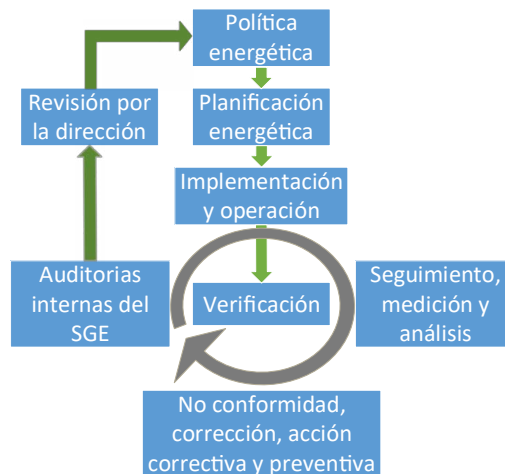 Política
energética
Revisión por
la dirección
Planificación
energética
Implementación
y operación
Auditorias
internas del
SGE
Verificación
Seguimiento,
medición y
análisis
No conformidad,
corrección, acción
correctiva y preventiva